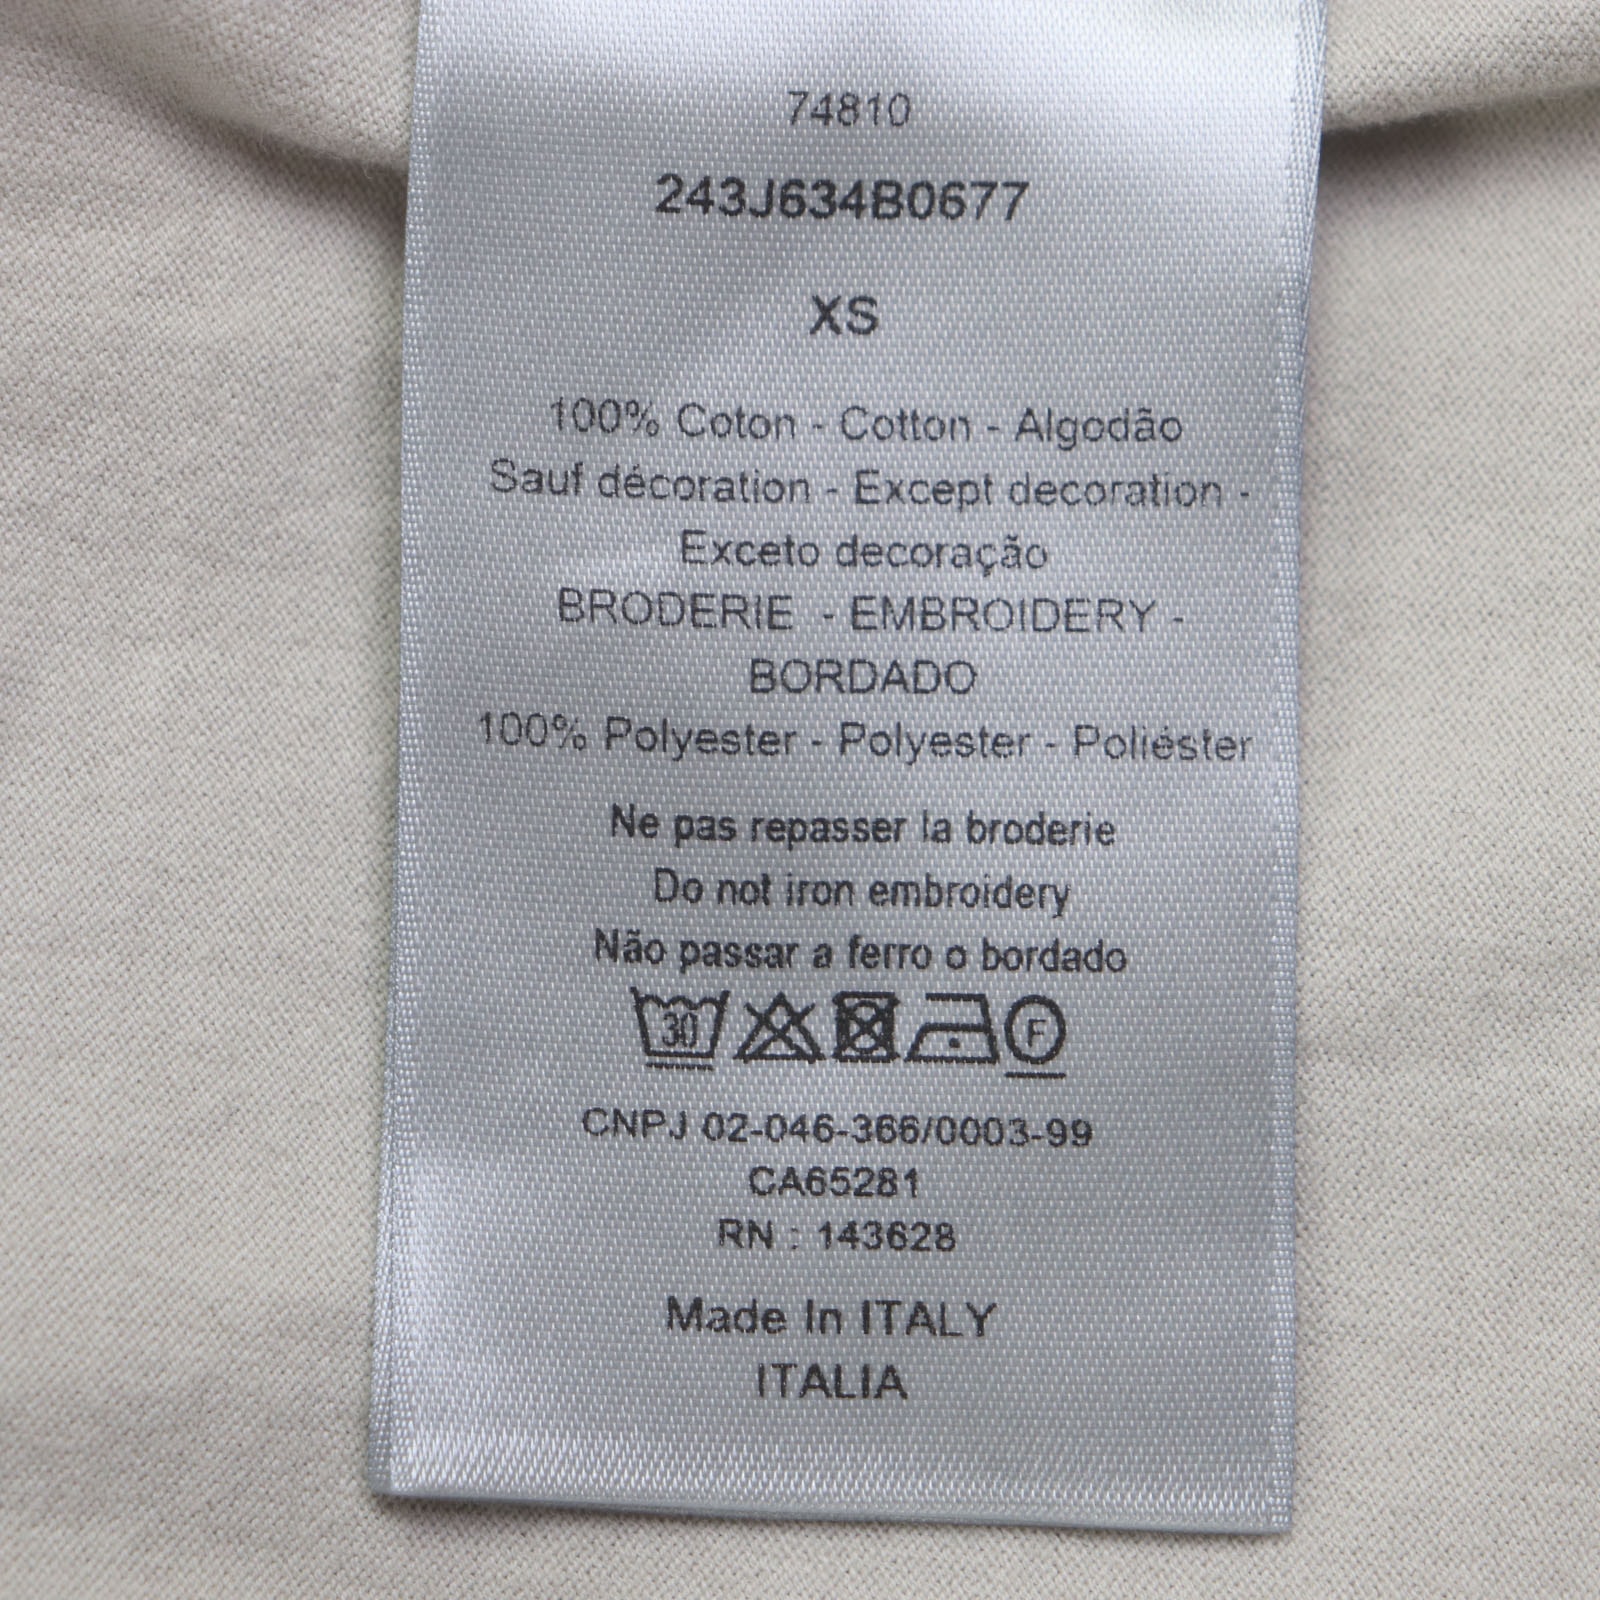 74810
243J634B0677
XS
100% Coton - Cotton - Algodão
Sauf décoration - Except decoration -
Exceto decoração
BRODERIE - EMBROIDERY -
BORDADO
100% Polyester - Polyester - Poliéster
Ne pas repasser la broderie
Do not iron embroidery
Não passar a ferro o bordado
30 F
CNPJ 02-046-366/0003-99
CA65281
RN : 143628
Made In ITALY
ITALIA